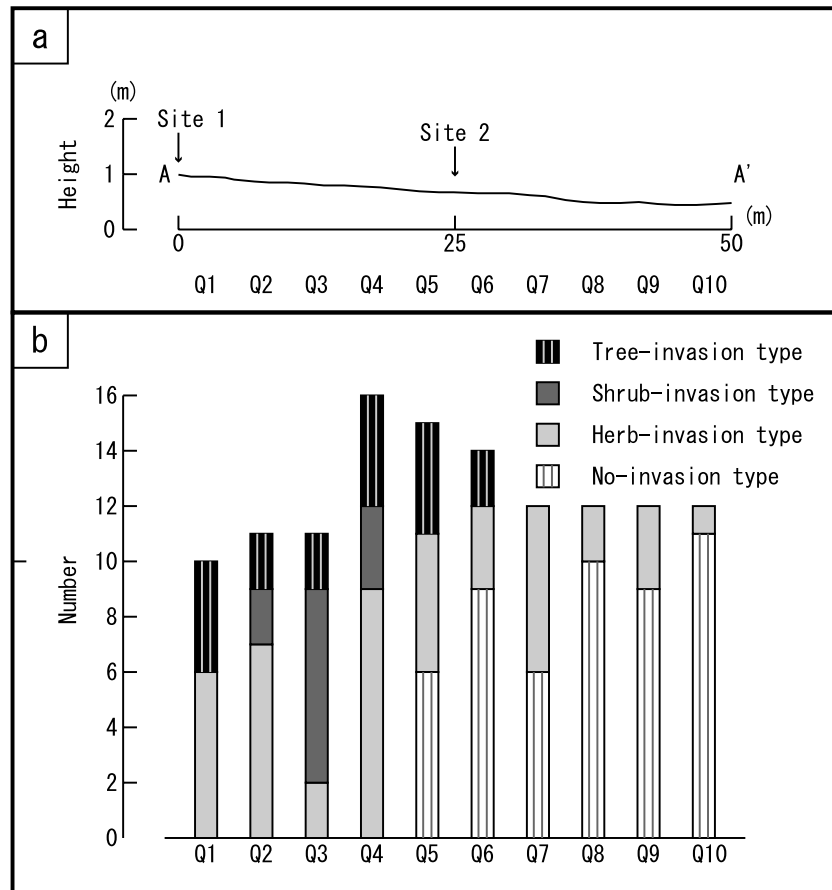 a
(m)
2
1
0
Height
Site 1
Site 2
A
A'
(m)
0 25 50
Q1 Q2 Q3 Q4 Q5 Q6 Q7 Q8 Q9 Q10
b
Tree-invasion type
Shrub-invasion type
Herb-invasion type
No-invasion type
16
14
12
10
8
6
4
2
0
Number
Q1 Q2 Q3 Q4 Q5 Q6 Q7 Q8 Q9 Q10